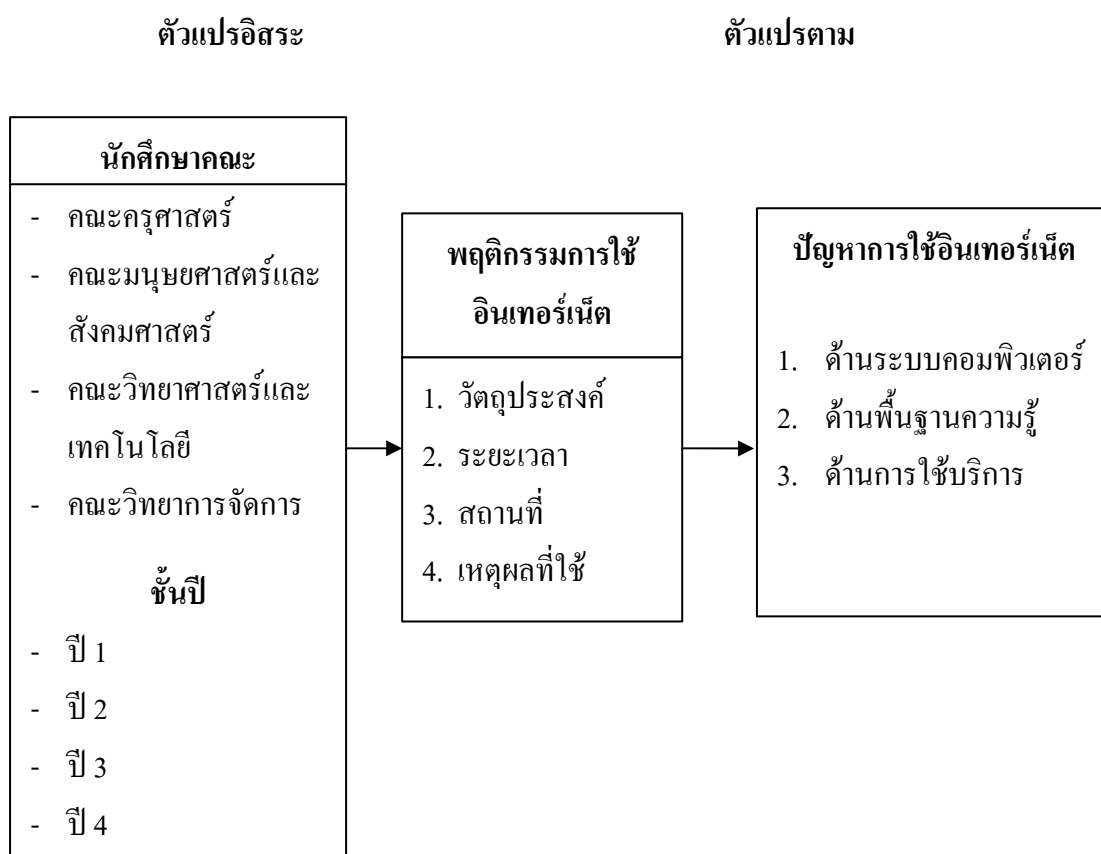 ตัวแปรอิสระ
ตัวแปรตาม
นักศึกษาคณะ
- คณะครุศาสตร์
- คณะมนุษยศาสตร์และ
สังคมศาสตร์
- คณะวิทยาศาสตร์และ
เทคโนโลยี
- คณะวิทยาการจัดการ
ชั้นปี
- ปี 1
- ปี 2
- ปี 3
- ปี 4
พฤติกรรมการใช้
อินเทอร์เน็ต
1. วัตถุประสงค์
2. ระยะเวลา
3. สถานที่
4. เหตุผลที่ใช้
ปัญหาการใช้อินเทอร์เน็ต
1. ด้านระบบคอมพิวเตอร์
2. ด้านพื้นฐานความรู้
3. ด้านการใช้บริการ